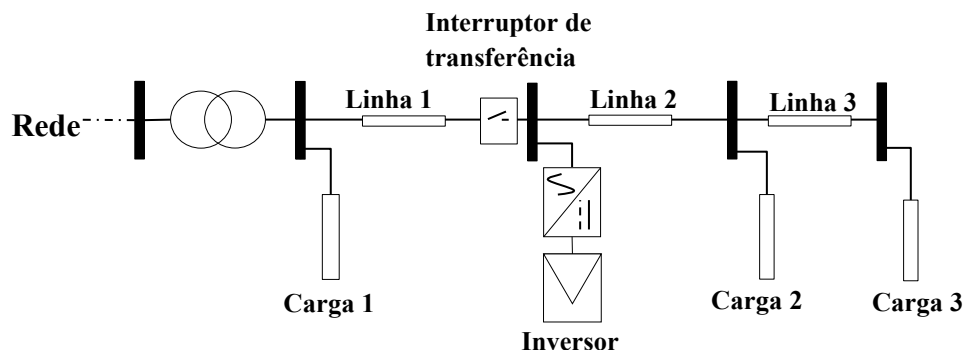 Interruptor de
transferência
Rede
Linha 1
Linha 2
Linha 3
Carga 1
Inversor
Carga 2
Carga 3